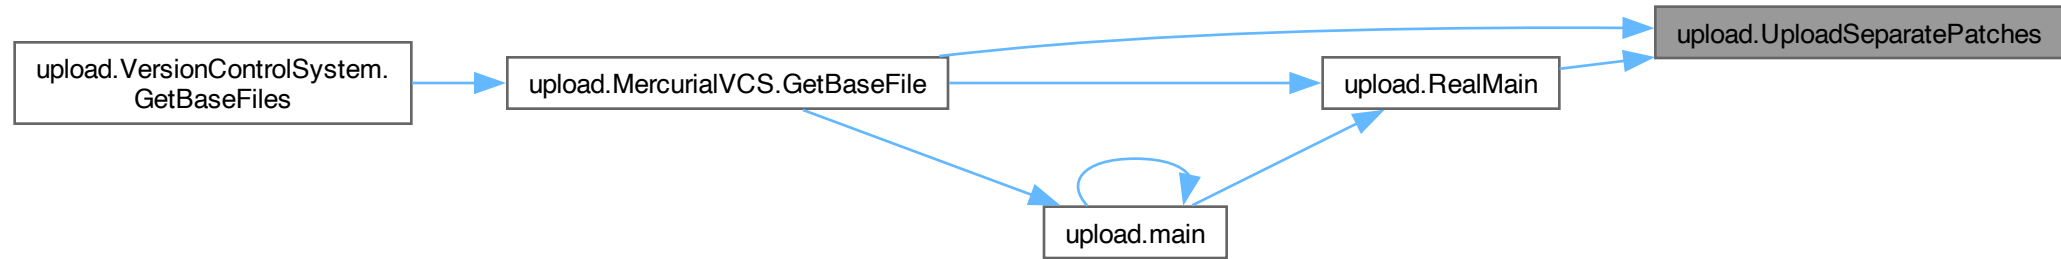 upload.VersionControlSystem.
GetBaseFiles
upload.MercurialVCS.GetBaseFile
upload.RealMain
upload.UploadSeparatePatches
upload.main